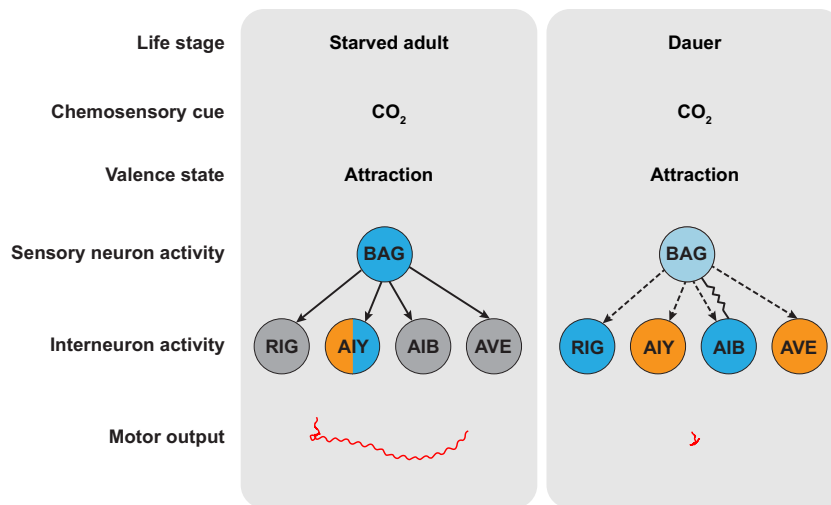 Life stage Starved adult Dauer
Chemosensory cue CO₂ CO₂
Valence state Attraction Attraction
Sensory neuron activity BAG BAG
Interneuron activity RIG AIY AIB AVE RIG AIY AIB AVE
Motor output